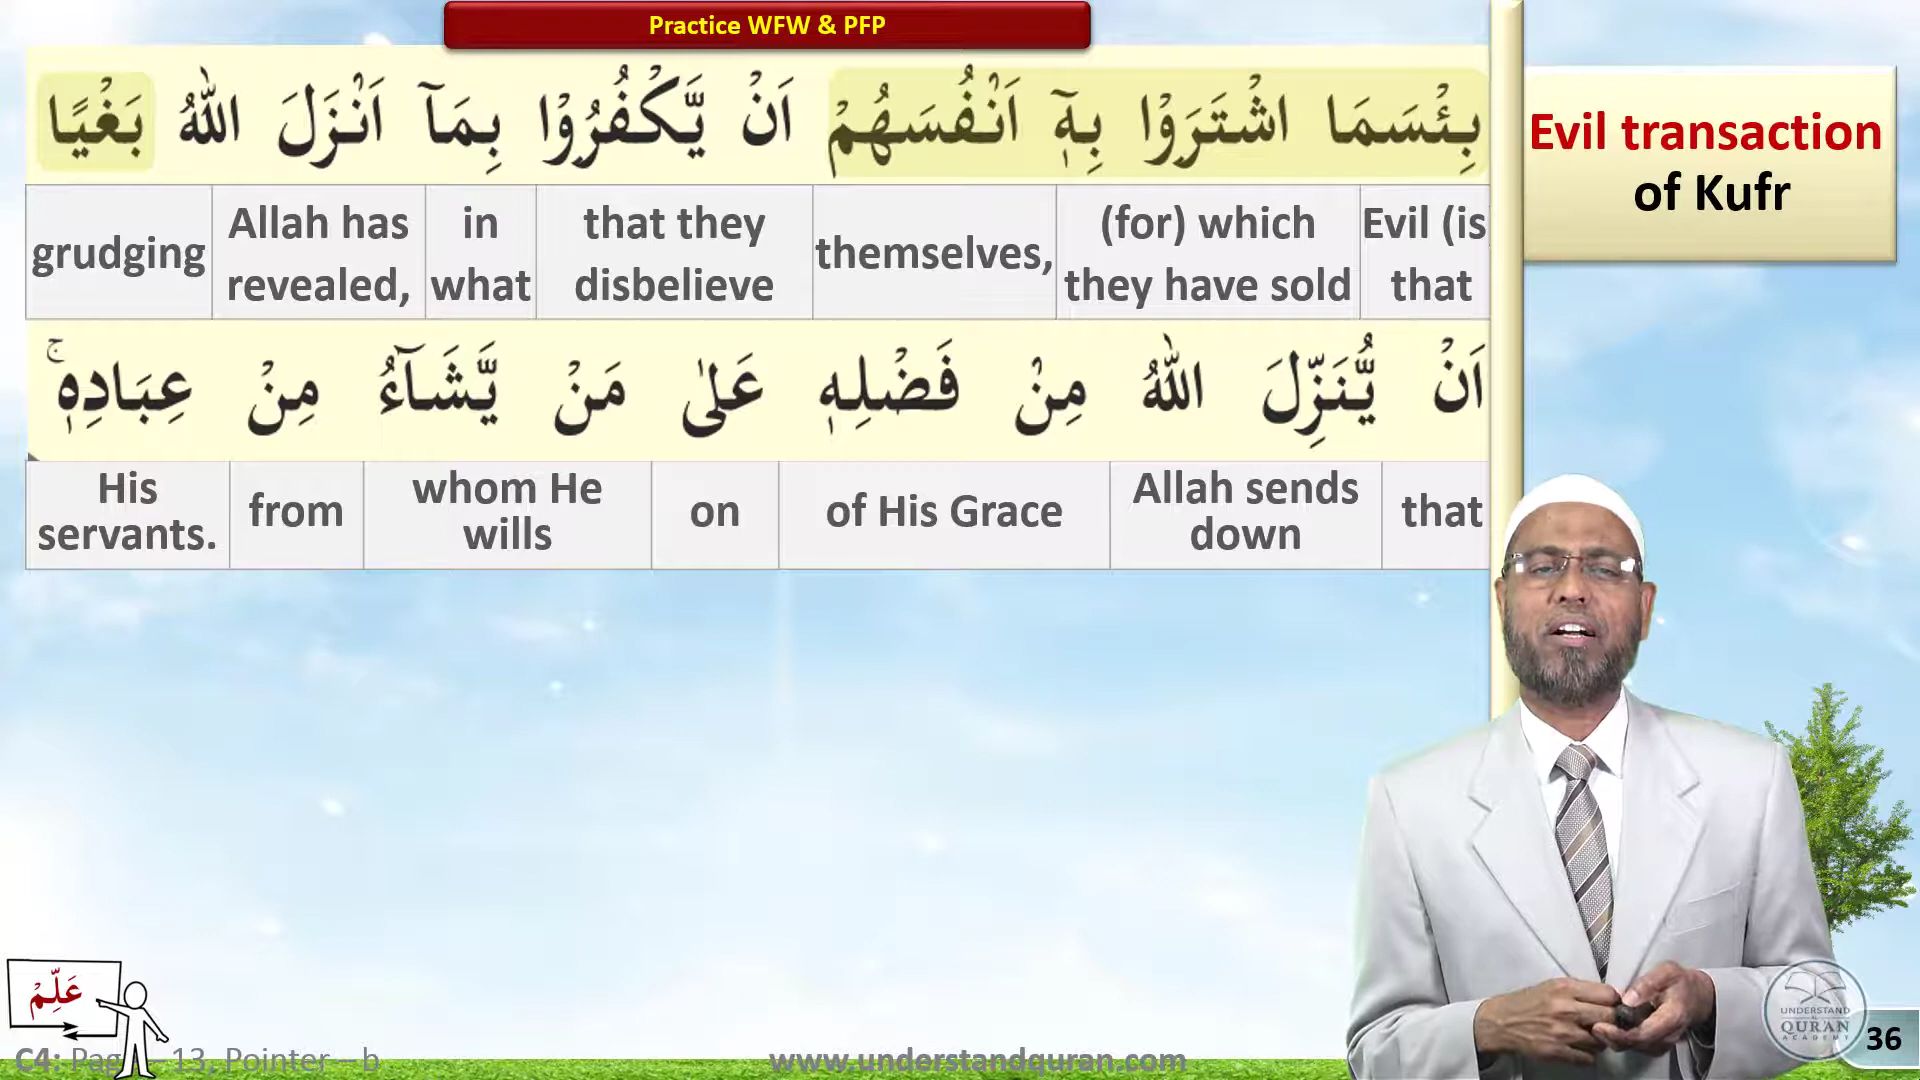 Practice WFW & PFP
بِئْسَمَا اشْتَرَوْا بِهٖٓ اَنْفُسَهُمْ اَنْ يَّكْفُرُوْا بِمَآ اَنْزَلَ اللّٰهُ بَغْيًا
Evil (is that
(for) which they have sold
themselves,
that they disbelieve
in what
Allah has revealed,
grudging
اَنْ يُّنَزِّلَ اللّٰهُ مِنْ فَضْلِهٖ عَلٰى مَنْ يَّشَآءُ مِنْ عِبَادِهٖ ۚ
that
Allah sends down
of His Grace
on
whom He wills
from
His servants.
Evil transaction
of Kufr
عَلِّمْ
C4: Pag –13, Pointer – b
www.understandquran.com
UNDERSTAND
AL
QURAN
ACADEMY
36